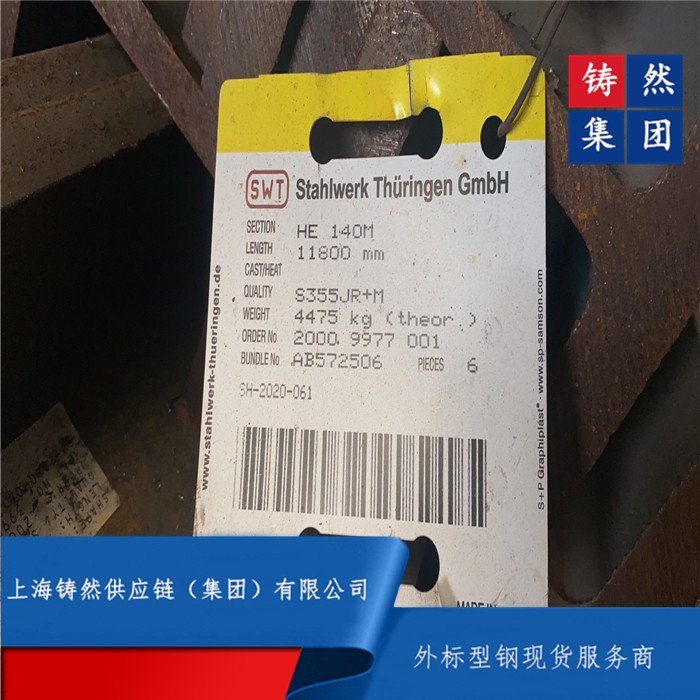 铸然
集团
SWT Stahlwerk Thüringen GmbH
SECTION HE 140M
LENGTH 11800 mm
CAST/HEAT
QUALITY S355JR+M
WEIGHT 4475 kg (theor.)
ORDER No 2000 9977 001
BUNDLE No AB572506 PIECES 6
SH-2020-061
www.stahlwerk-thueringen.de
S+P Graphiplast® · www.sp-samson.com
MADE IN
上海铸然供应链（集团）有限公司
外标型钢现货服务商